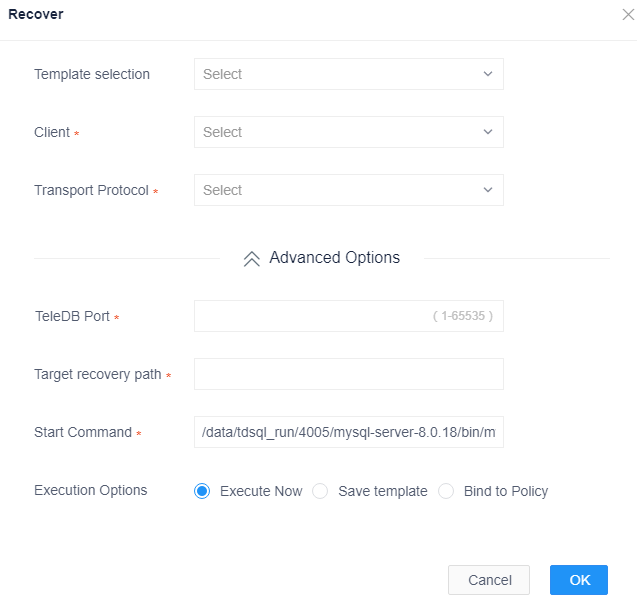 Recover
Template selection Select
Client * Select
Transport Protocol * Select
Advanced Options
TeleDB Port * ( 1-65535 )
Target recovery path *
Start Command * /data/tdsql_run/4005/mysql-server-8.0.18/bin/m
Execution Options Execute Now Save template Bind to Policy
Cancel OK